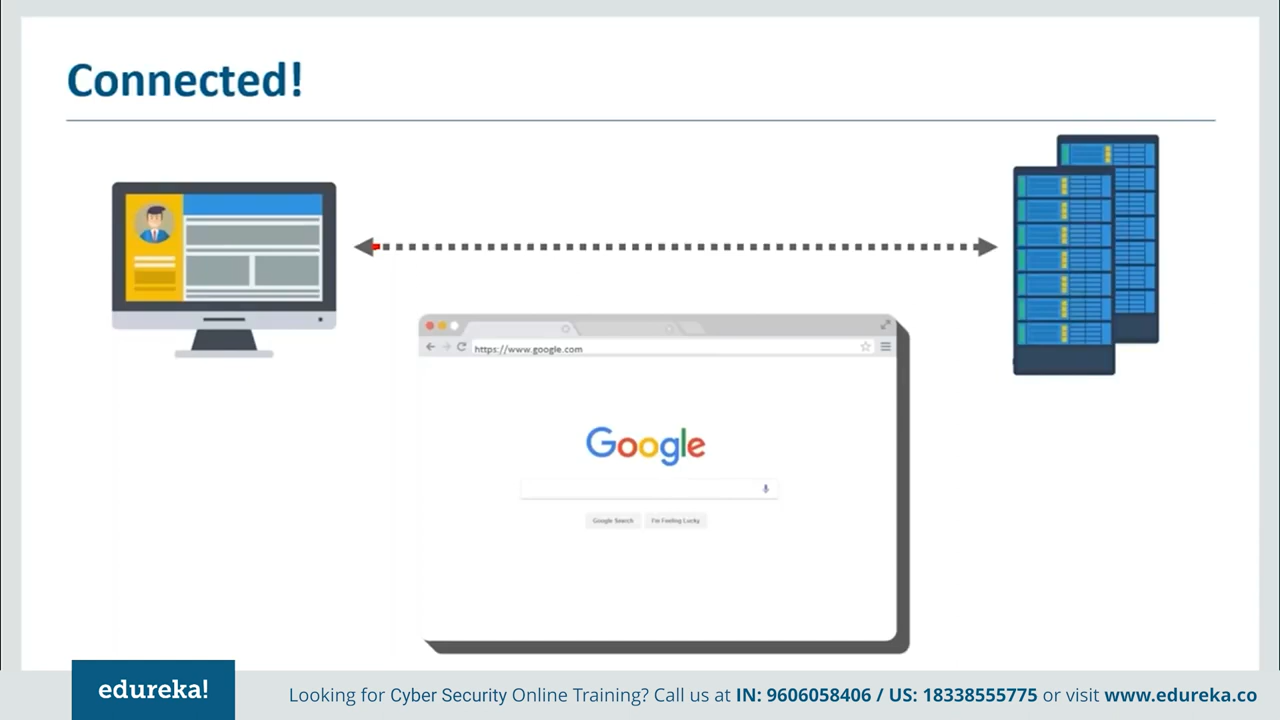 Connected!
https://www.google.com
Google
Google Search I'm Feeling Lucky
edureka!
Looking for Cyber Security Online Training? Call us at IN: 9606058406 / US: 18338555775 or visit www.edureka.co